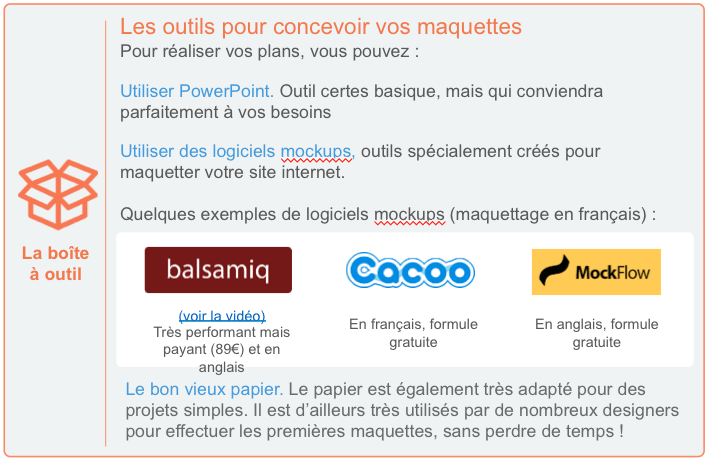 Les outils pour concevoir vos maquettes
Pour réaliser vos plans, vous pouvez :
Utiliser PowerPoint. Outil certes basique, mais qui conviendra
parfaitement à vos besoins
Utiliser des logiciels mockups, outils spécialement créés pour
maquetter votre site internet.
Quelques exemples de logiciels mockups (maquettage en français) :
La boîte
à outil
balsamiq
(voir la vidéo)
Très performant mais
payant (89€) et en
anglais
Cacoo
En français, formule
gratuite
MockFlow
En anglais, formule
gratuite
Le bon vieux papier. Le papier est également très adapté pour des
projets simples. Il est d’ailleurs très utilisés par de nombreux designers
pour effectuer les premières maquettes, sans perdre de temps !